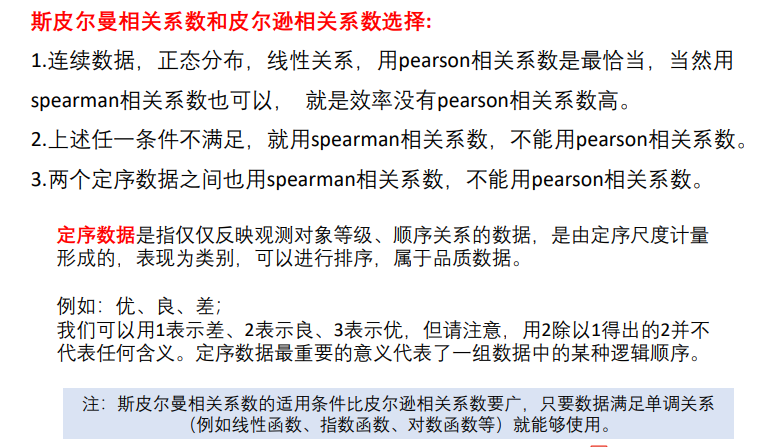 斯皮尔曼相关系数和皮尔逊相关系数选择:
1.连续数据，正态分布，线性关系，用pearson相关系数是最恰当，当然用
spearman相关系数也可以， 就是效率没有pearson相关系数高。
2.上述任一条件不满足，就用spearman相关系数，不能用pearson相关系数。
3.两个定序数据之间也用spearman相关系数，不能用pearson相关系数。
定序数据是指仅仅反映观测对象等级、顺序关系的数据，是由定序尺度计量
形成的，表现为类别，可以进行排序，属于品质数据。
例如：优、良、差；
我们可以用1表示差、2表示良、3表示优，但请注意，用2除以1得出的2并不
代表任何含义。定序数据最重要的意义代表了一组数据中的某种逻辑顺序。
注：斯皮尔曼相关系数的适用条件比皮尔逊相关系数要广，只要数据满足单调关系
（例如线性函数、指数函数、对数函数等）就能够使用。